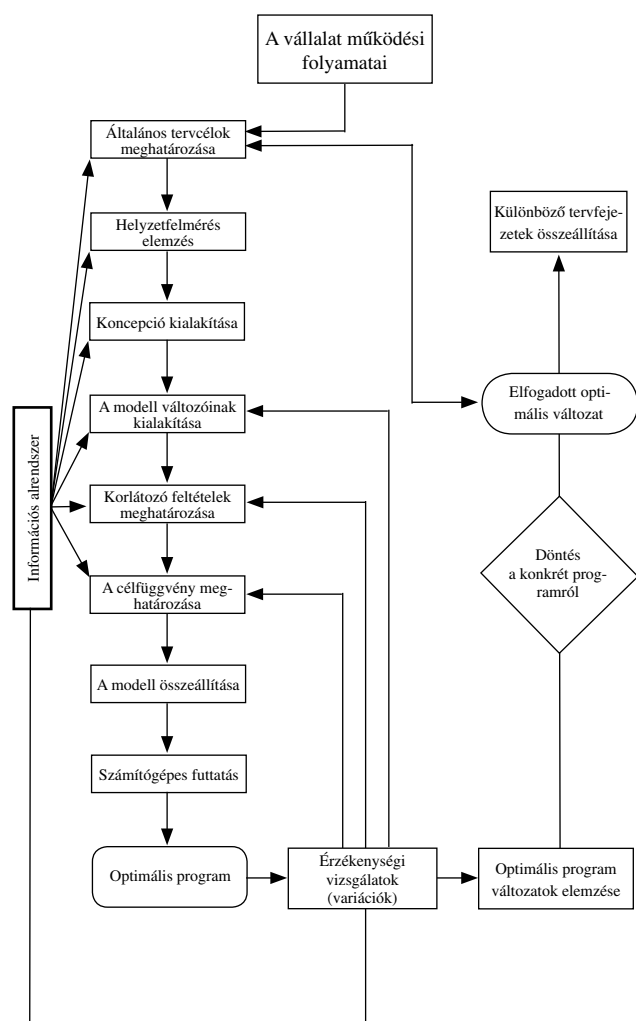 A vállalat működési
folyamatai
Általános tervcélok
meghatározása
Helyzetfelmérés
elemzés
Koncepció kialakítása
A modell változóinak
kialakítása
Korlátozó feltételek
meghatározása
A célfüggvény meg-
határozása
A modell összeállítása
Számítógépes futtatás
Optimális program
Információs alrendszer
Érzékenységi
vizsgálatok
(variációk)
Optimális program
változatok elemzése
Döntés
a konkrét prog-
ramról
Elfogadott opti-
mális változat
Különböző tervfeje-
zetek összeállítása